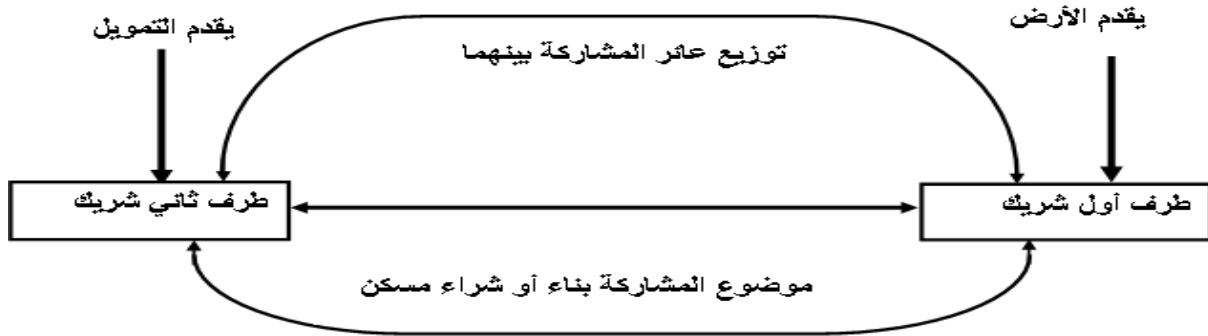 يقدم الأرض
يقدم التمويل
توزيع عائر المشاركة بينهما
طرف أول شريك
طرف ثاني شريك
موضوع المشاركة بناء أو شراء مسكن